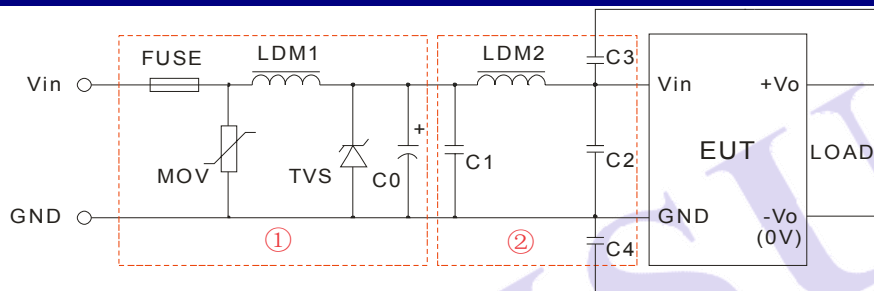 FUSE
LDM1
LDM2
C3
Vin
Vin
+Vo
MOV
TVS
+
C0
C1
C2
EUT
LOAD
GND
GND
-Vo
(0V)
①
②
C4